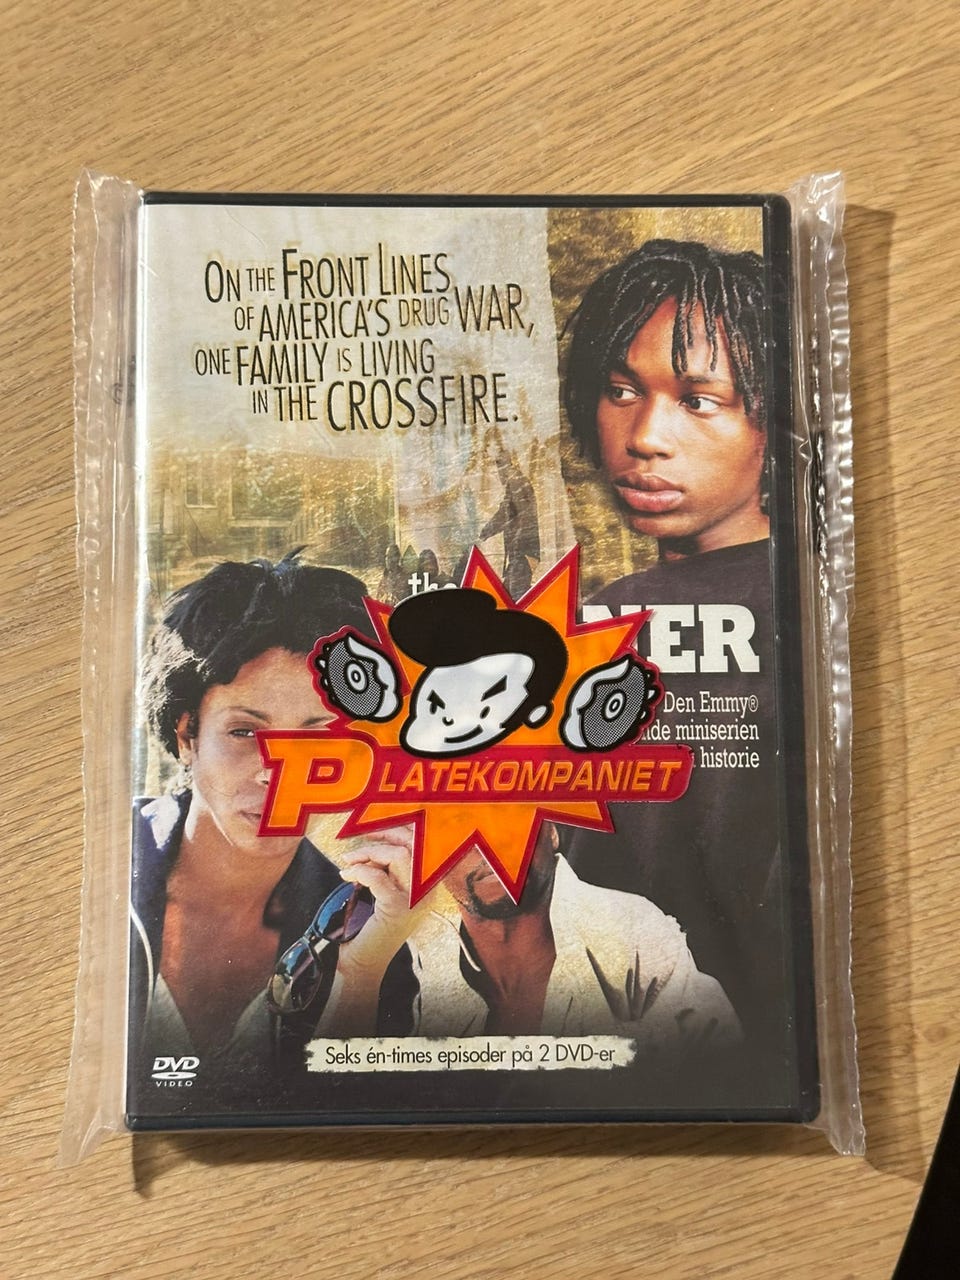 ON THE FRONT LINES
OF AMERICA'S DRUG WAR,
ONE FAMILY IS LIVING
IN THE CROSSFIRE.
the
NER
Den Emmy®
miniserien
historie
PLATEKOMPANIET
Seks én-times episoder på 2 DVD-er
DVD
VIDEO